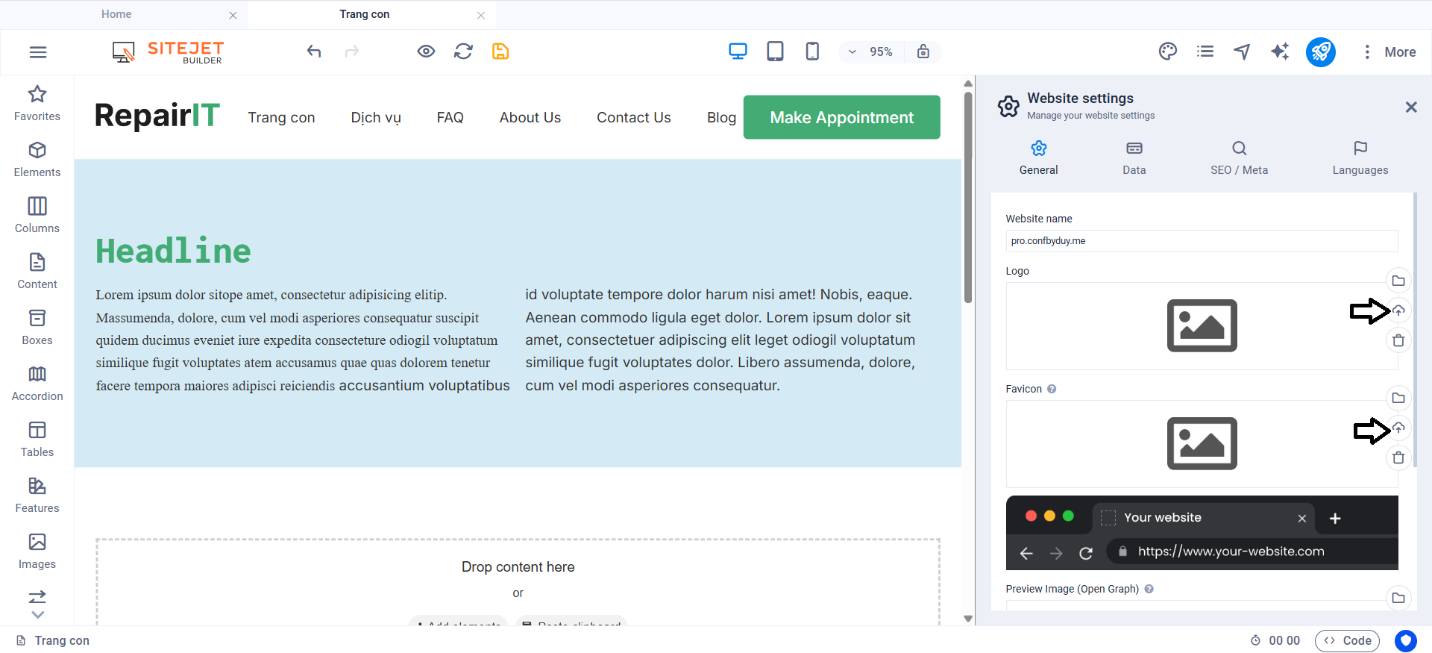 Home
Trang con
SITEJET
BUILDER
95%
More
Favorites
Elements
Columns
Content
Boxes
Accordion
Tables
Features
Images
RepairIT
Trang con
Dịch vụ
FAQ
About Us
Contact Us
Blog
Make Appointment
Headline
Lorem ipsum dolor sitope amet, consectetur adipisicing elitip.
Massumenda, dolore, cum vel modi asperiores consequatur suscipit
quidem ducimus eveniet iure expedita consecteture odiogil voluptatum
similique fugit voluptates atem accusamus quae quas dolorem tenetur
facere tempora maiores adipisci reiciendis accusantium voluptatibus
id voluptate tempore dolor harum nisi amet! Nobis, eaque.
Aenean commodo ligula eget dolor. Lorem ipsum dolor sit
amet, consectetuer adipiscing elit leget odiogil voluptatum
similique fugit voluptates dolor. Libero assumenda, dolore,
cum vel modi asperiores consequatur.
Drop content here
or
Add elements
Paste clipboard
Website settings
Manage your website settings
General
Data
SEO / Meta
Languages
Website name
pro.confbyduy.me
Logo
Favicon
Your website
https://www.your-website.com
Preview Image (Open Graph)
Trang con
00 00
Code